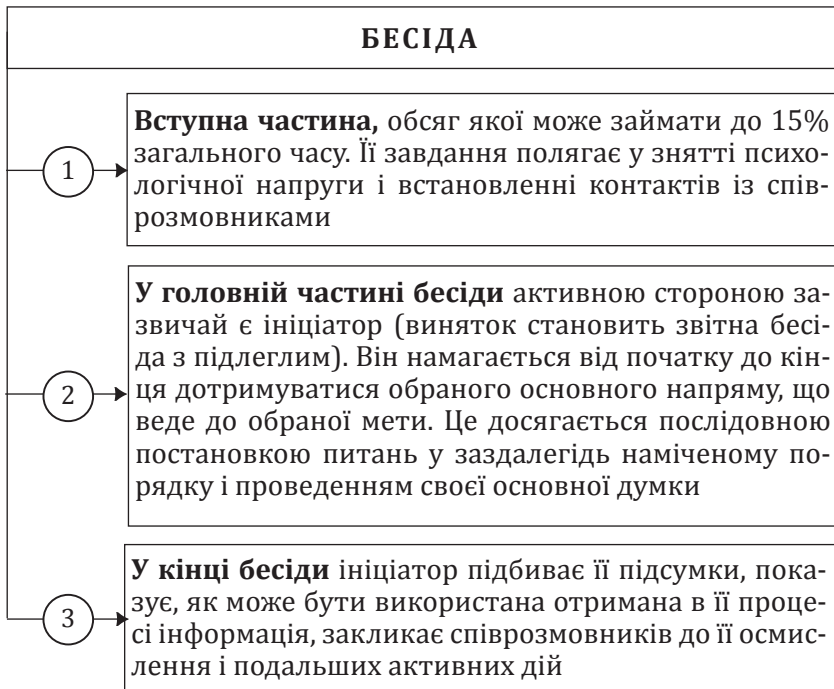 БЕСІДА
1
Вступна частина, обсяг якої може займати до 15%
загального часу. Її завдання полягає у знятті психо-
логічної напруги і встановленні контактів із спів-
розмовниками
2
У головній частині бесіди активною стороною за-
звичай є ініціатор (виняток становить звітна бесі-
да з підлеглим). Він намагається від початку до кін-
ця дотримуватися обраного основного напряму, що
веде до обраної мети. Це досягається послідовною
постановкою питань у заздалегідь наміченому по-
рядку і проведенням своєї основної думки
3
У кінці бесіди ініціатор підбиває її підсумки, пока-
зує, як може бути використана отримана в її проце-
сі інформація, закликає співрозмовників до її осмис-
лення і подальших активних дій